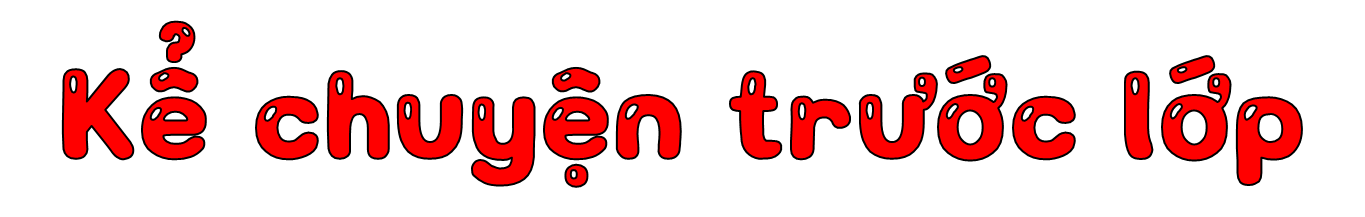 Kể chuyện trước lớp